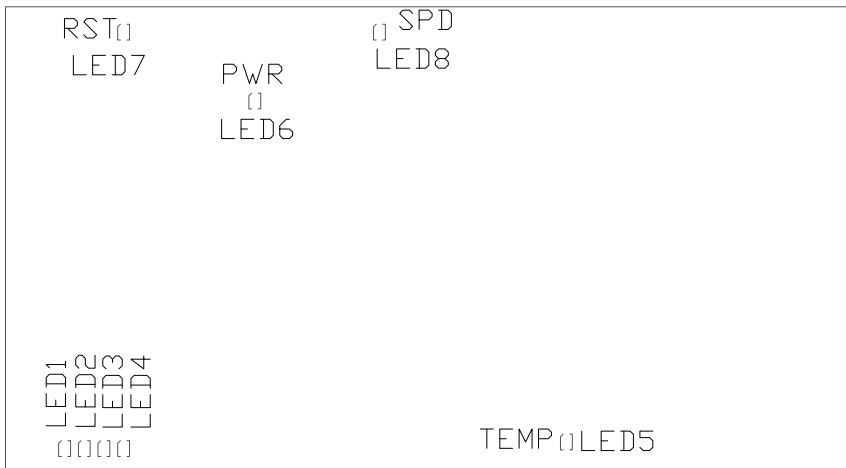 RST
SPD
LED7
LED8
PWR
LED6
LED1
LED2
LED3
LED4
TEMP LED5